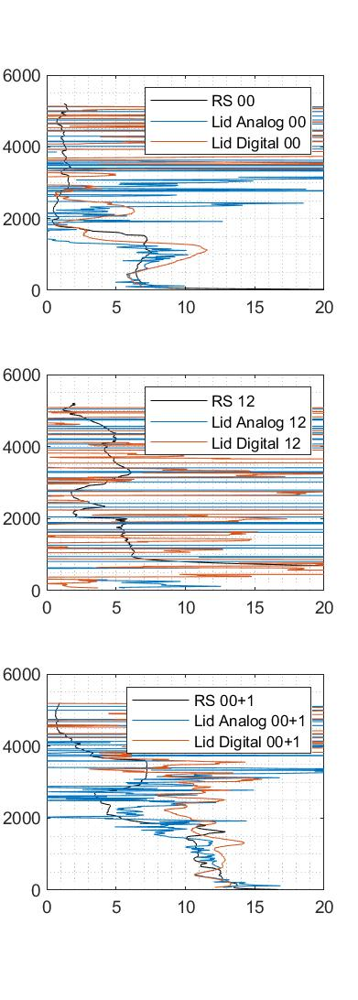 6000
RS 00
Lid Analog 00
Lid Digital 00
4000
2000
0
0 5 10 15 20
6000
RS 12
Lid Analog 12
Lid Digital 12
4000
2000
0
0 5 10 15 20
6000
RS 00+1
Lid Analog 00+1
Lid Digital 00+1
4000
2000
0
0 5 10 15 20